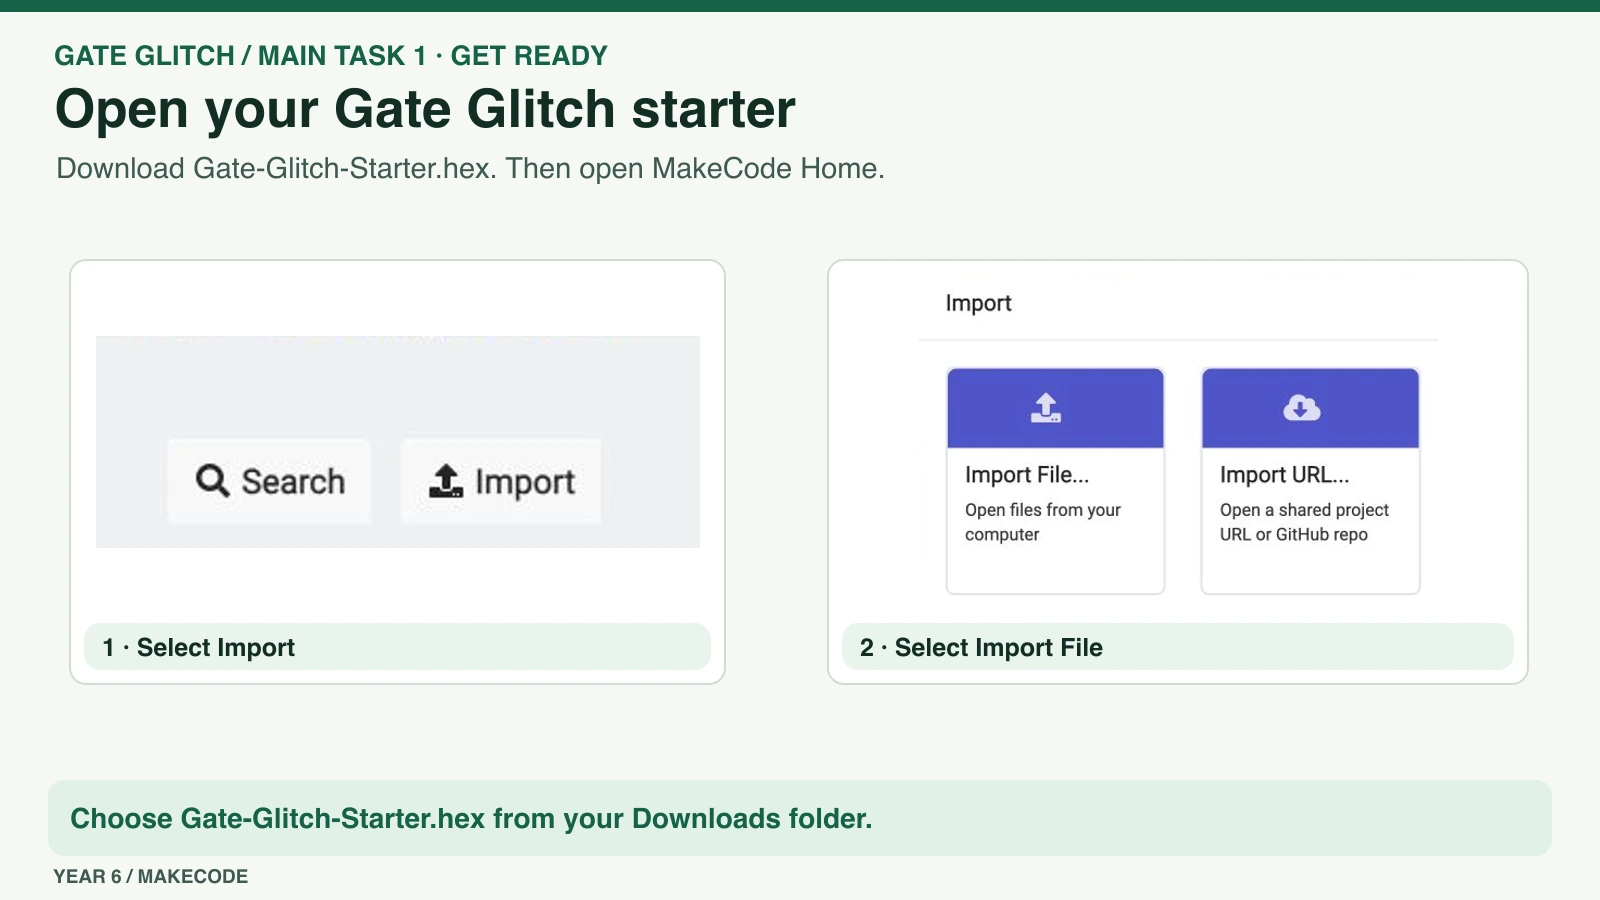 GATE GLITCH / MAIN TASK 1 · GET READY
Open your Gate Glitch starter
Download Gate-Glitch-Starter.hex. Then open MakeCode Home.
Search
Import
1 · Select Import
Import
Import File...
Open files from your
computer
Import URL...
Open a shared project
URL or GitHub repo
2 · Select Import File
Choose Gate-Glitch-Starter.hex from your Downloads folder.
YEAR 6 / MAKECODE